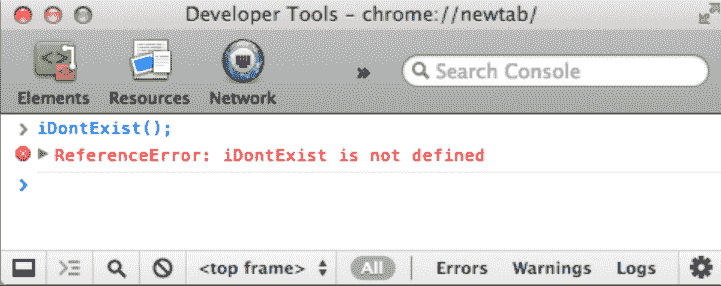 Developer Tools - chrome://newtab/
Elements Resources Network » Search Console
> iDontExist();
ReferenceError: iDontExist is not defined
>
<top frame> All Errors Warnings Logs